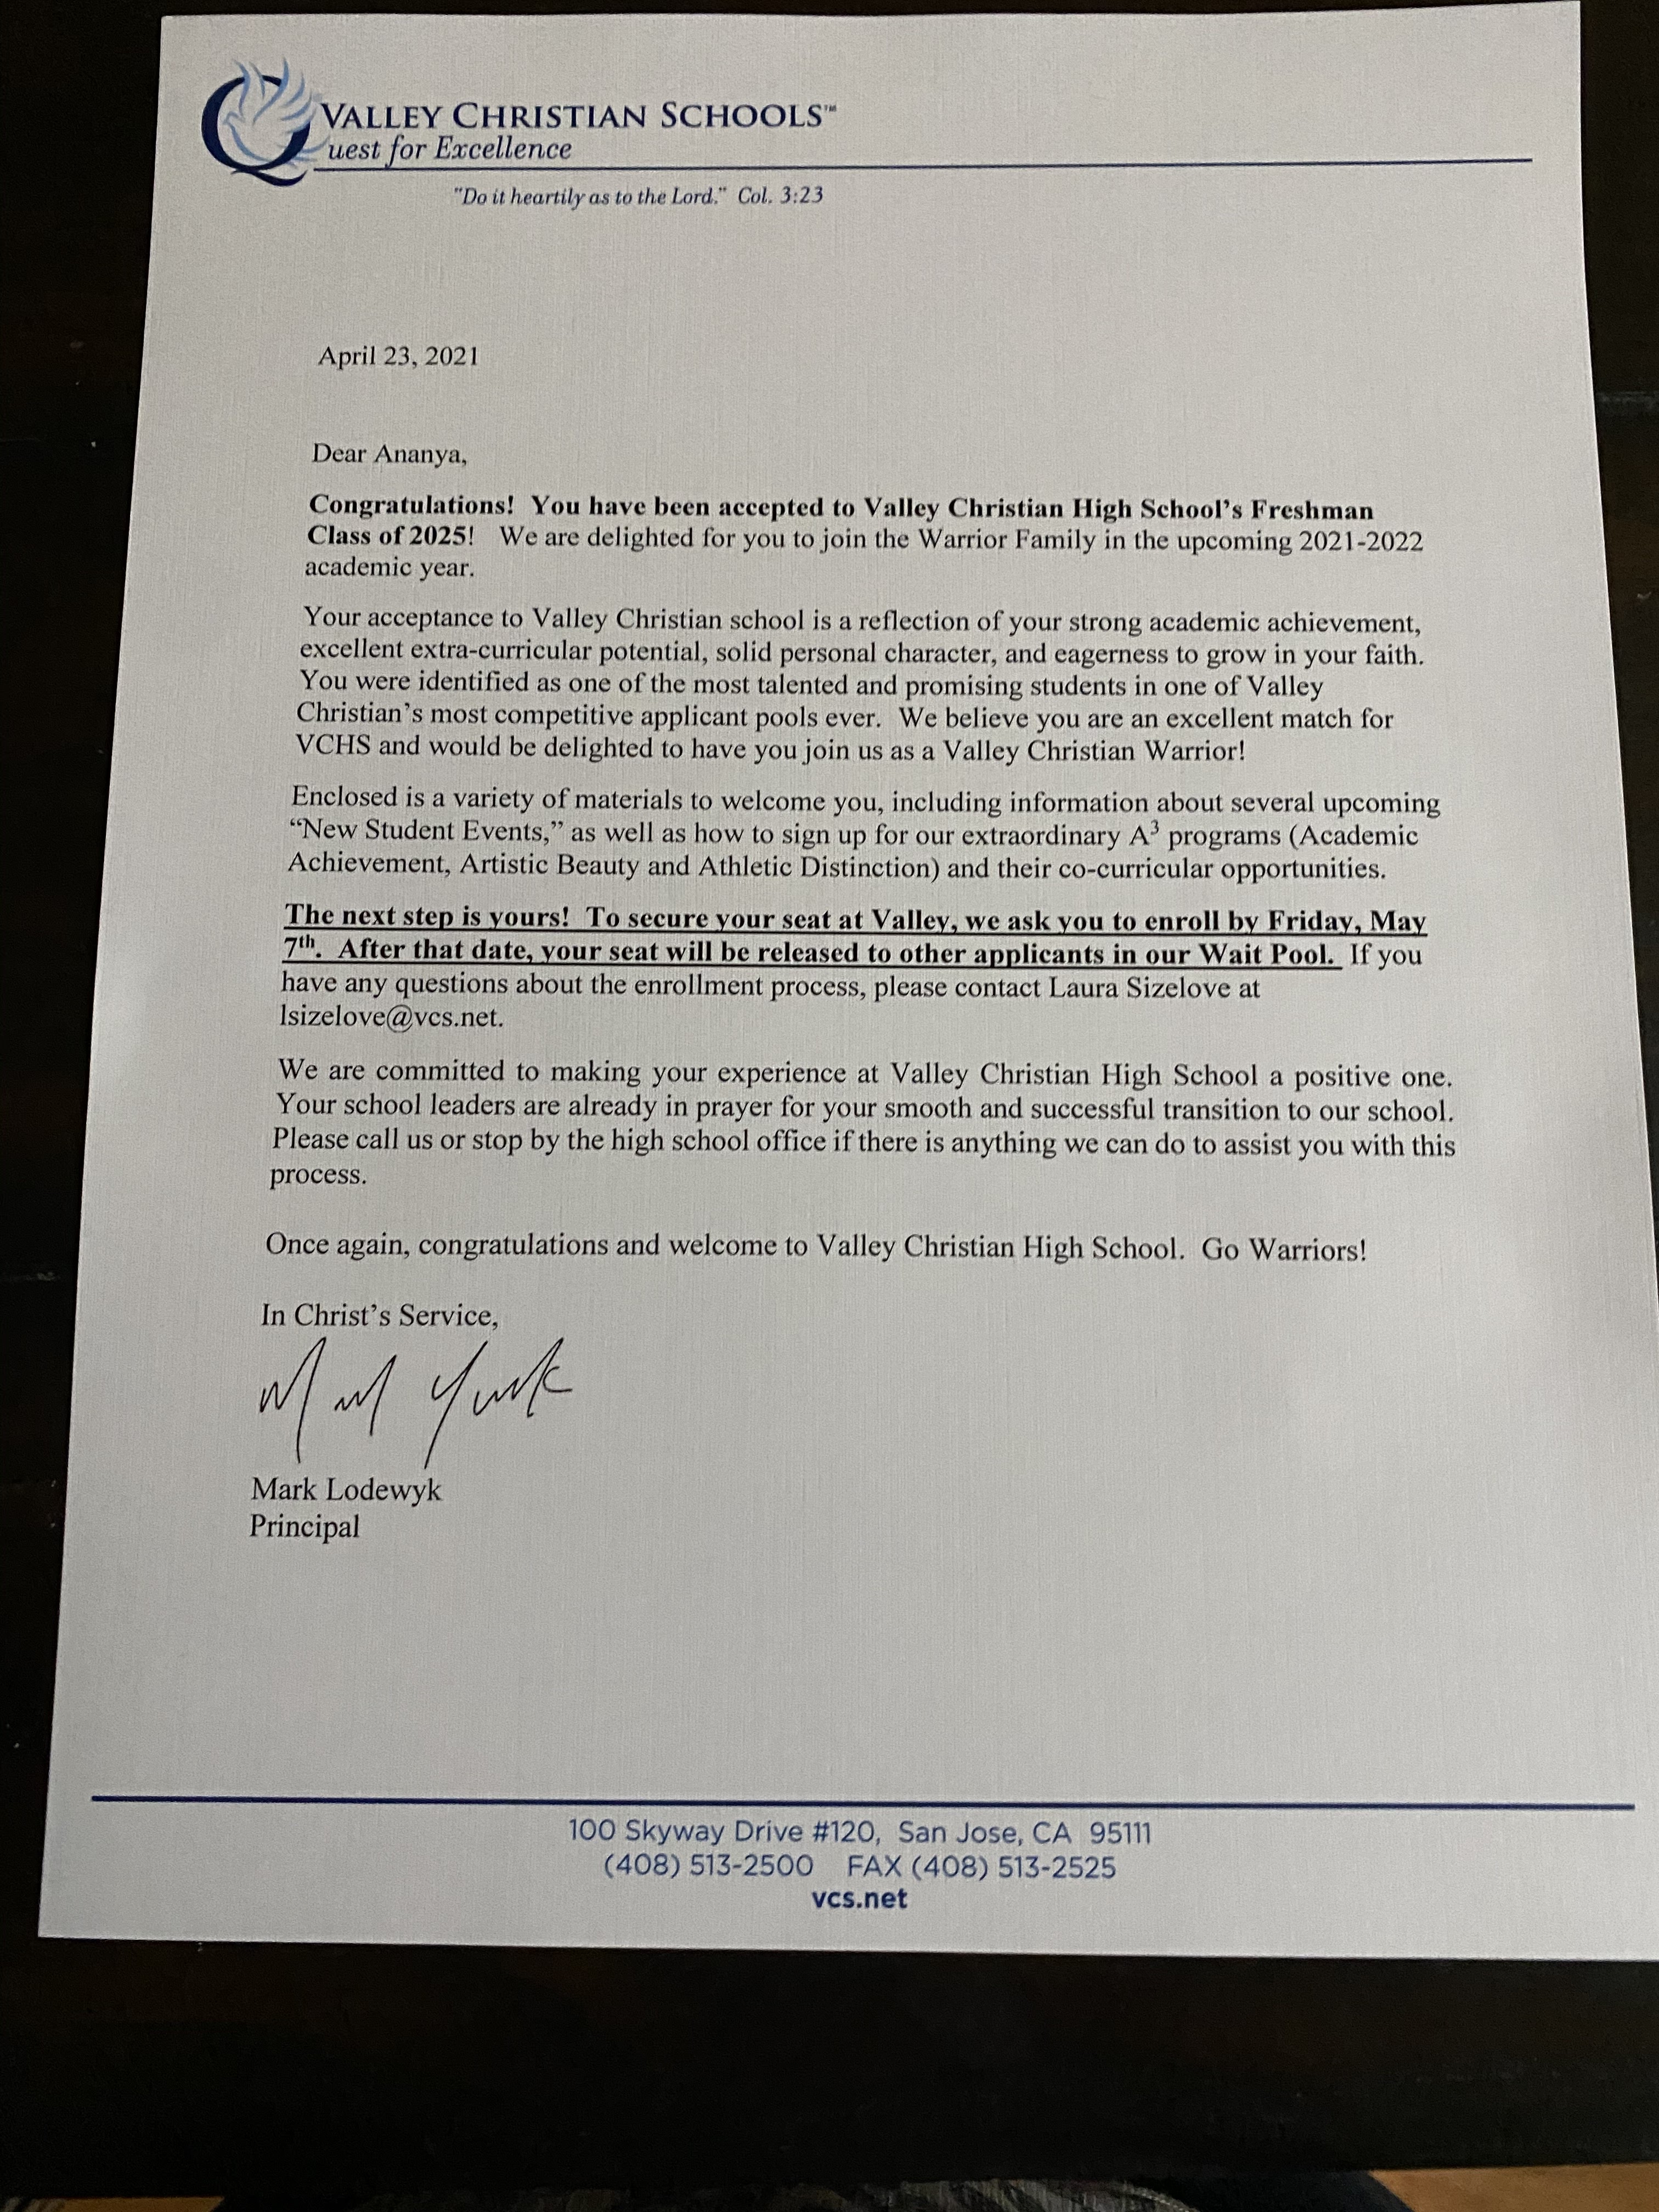 VALLEY CHRISTIAN SCHOOLS™
Quest for Excellence
"Do it heartily as to the Lord." Col. 3:23
April 23, 2021
Dear Ananya,
Congratulations! You have been accepted to Valley Christian High School's Freshman
Class of 2025! We are delighted for you to join the Warrior Family in the upcoming 2021-2022
academic year.
Your acceptance to Valley Christian school is a reflection of your strong academic achievement,
excellent extra-curricular potential, solid personal character, and eagerness to grow in your faith.
You were identified as one of the most talented and promising students in one of Valley
Christian's most competitive applicant pools ever. We believe you are an excellent match for
VCHS and would be delighted to have you join us as a Valley Christian Warrior!
Enclosed is a variety of materials to welcome you, including information about several upcoming
“New Student Events,” as well as how to sign up for our extraordinary A³ programs (Academic
Achievement, Artistic Beauty and Athletic Distinction) and their co-curricular opportunities.
The next step is yours! To secure your seat at Valley, we ask you to enroll by Friday, May
7th. After that date, your seat will be released to other applicants in our Wait Pool. If you
have any questions about the enrollment process, please contact Laura Sizelove at
lsizelove@vcs.net.
We are committed to making your experience at Valley Christian High School a positive one.
Your school leaders are already in prayer for your smooth and successful transition to our school.
Please call us or stop by the high school office if there is anything we can do to assist you with this
process.
Once again, congratulations and welcome to Valley Christian High School. Go Warriors!
In Christ's Service,
Mark Lodewyk
Principal
100 Skyway Drive #120, San Jose, CA 95111
(408) 513-2500 FAX (408) 513-2525
vcs.net